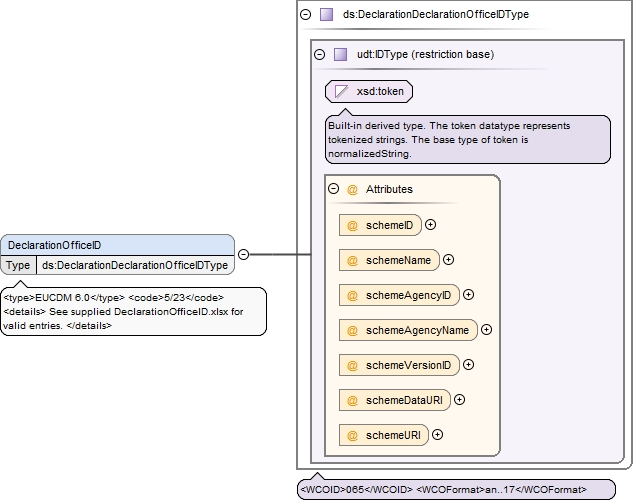 ds:DeclarationDeclarationOfficeIDType
udt:IDType (restriction base)
xsd:token
Built-in derived type. The token datatype represents
tokenized strings. The base type of token is
normalizedString.
@ Attributes
@ schemeID
@ schemeName
@ schemeAgencyID
@ schemeAgencyName
@ schemeVersionID
@ schemeDataURI
@ schemeURI
DeclarationOfficeID
Type ds:DeclarationDeclarationOfficeIDType
<type>EUCDM 6.0</type> <code>5/23</code>
<details> See supplied DeclarationOfficeID.xlsx for
valid entries. </details>
<WCOID>065</WCOID> <WCOFormat>an..17</WCOFormat>